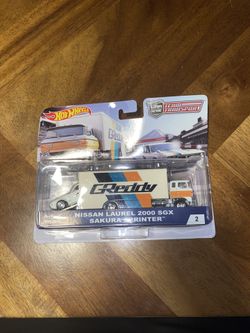 Hot Wheels
TEAM
TRANSPORT
GReddy
NISSAN LAUREL 2000 SGX
SAKURA SPRINTER
2